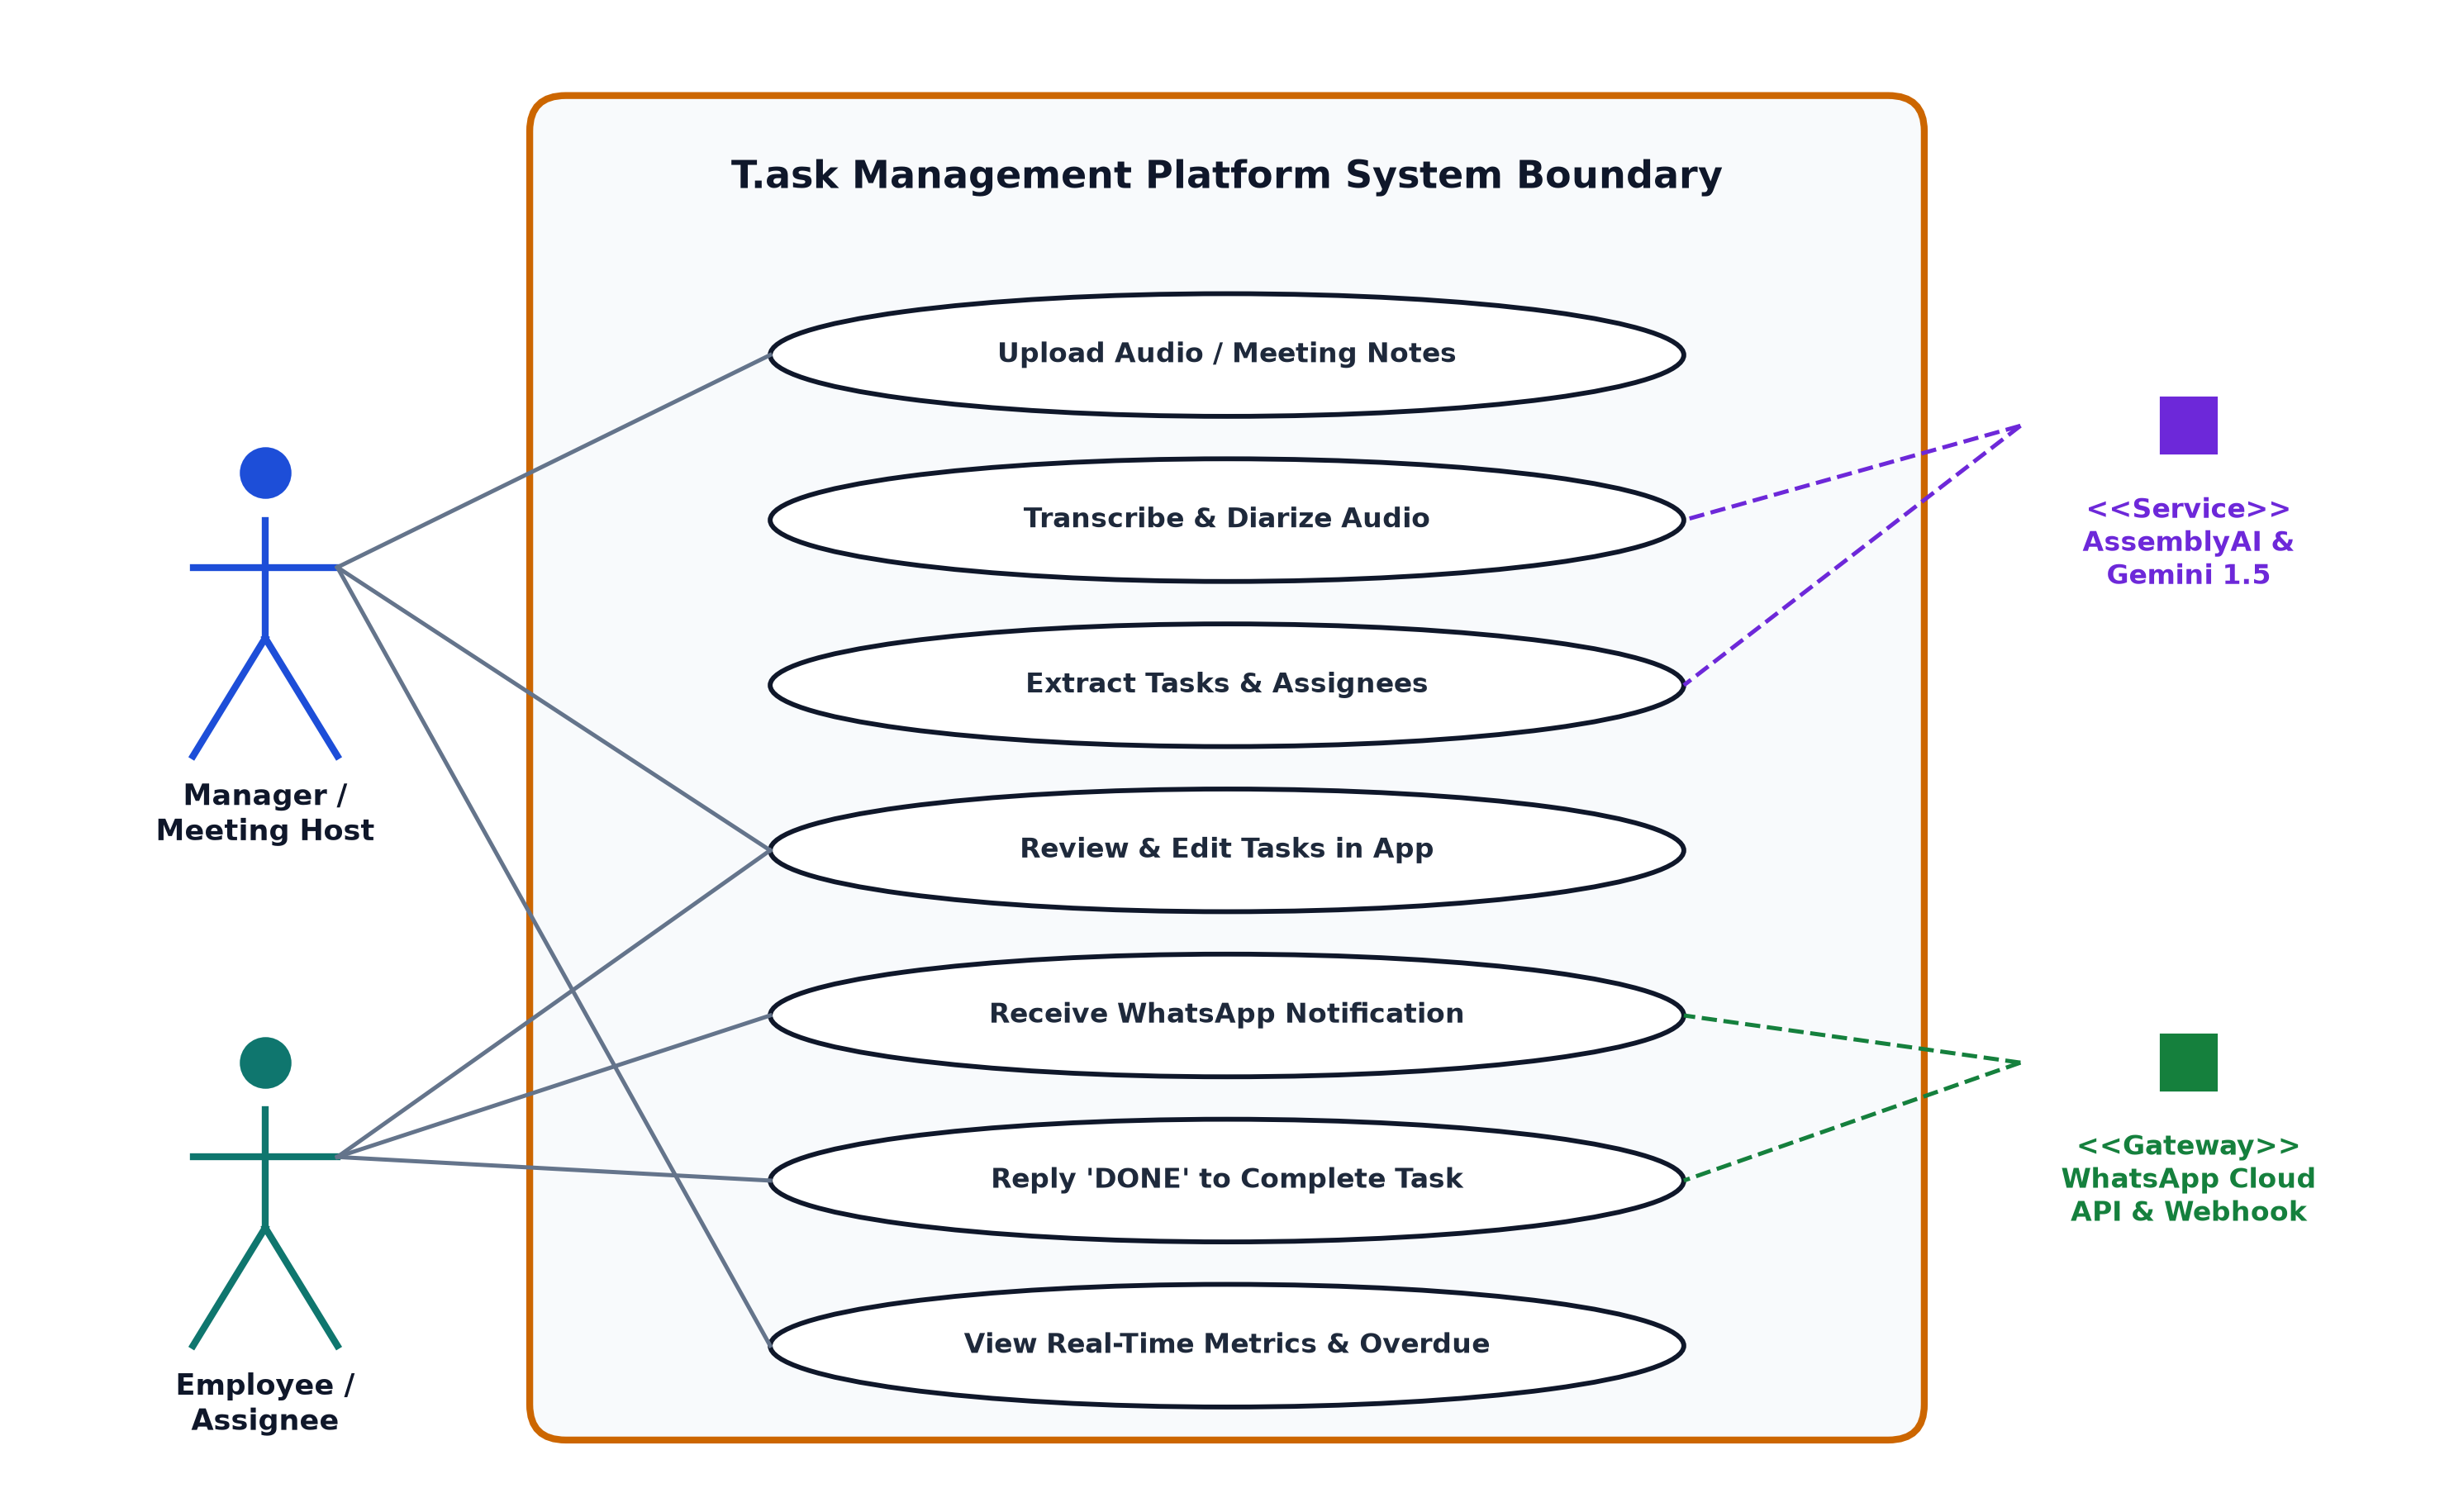 T.ask Management Platform System Boundary
Upload Audio / Meeting Notes
Transcribe & Diarize Audio
Extract Tasks & Assignees
Review & Edit Tasks in App
Receive WhatsApp Notification
Reply 'DONE' to Complete Task
View Real-Time Metrics & Overdue
Manager /
Meeting Host
Employee /
Assignee
<<Service>>
AssemblyAI &
Gemini 1.5
<<Gateway>>
WhatsApp Cloud
API & Webhook